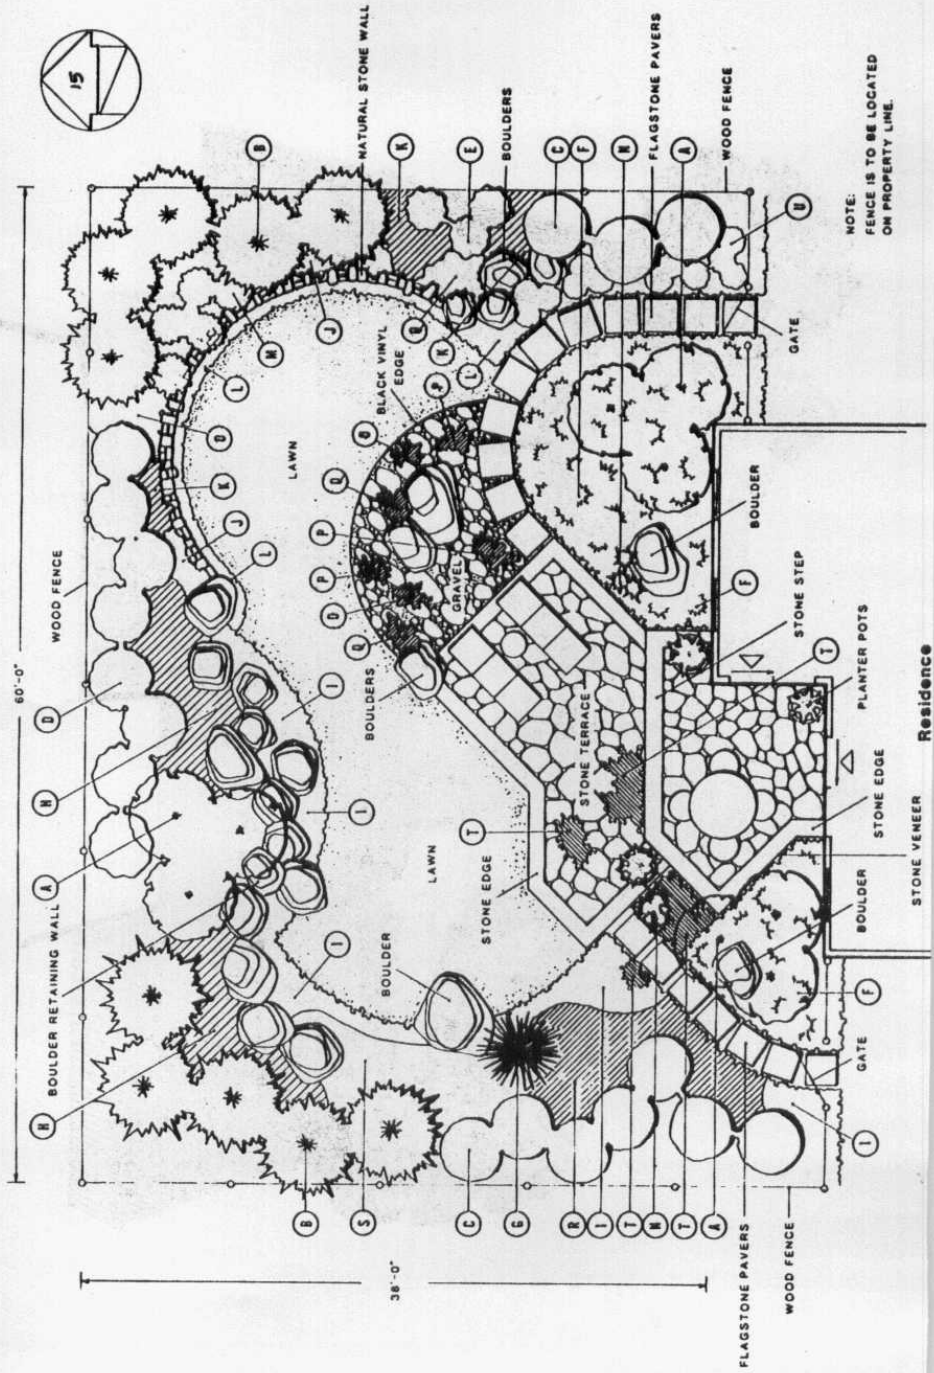 15
60'-0"
38'-0"
WOOD FENCE
BOULDER RETAINING WALL
H
A
H
D
I
J
K
D
L
M
J
B
NATURAL STONE WALL
K
E
BOULDERS
C
F
N
FLAGSTONE PAVERS
A
WOOD FENCE
U
NOTE:
FENCE IS TO BE LOCATED
ON PROPERTY LINE.
LAWN
BLACK VINYL
EDGE
K
L
P
O
P
P
D
GRAVEL
BOULDERS
I
I
I
LAWN
BOULDER
STONE EDGE
T
STONE TERRACE
GATE
BOULDER
F
STONE STEP
T
PLANTER POTS
Residence
STONE EDGE
STONE VENEER
BOULDER
F
GATE
I
B
S
C
G
R
I
T
N
T
A
FLAGSTONE PAVERS
WOOD FENCE